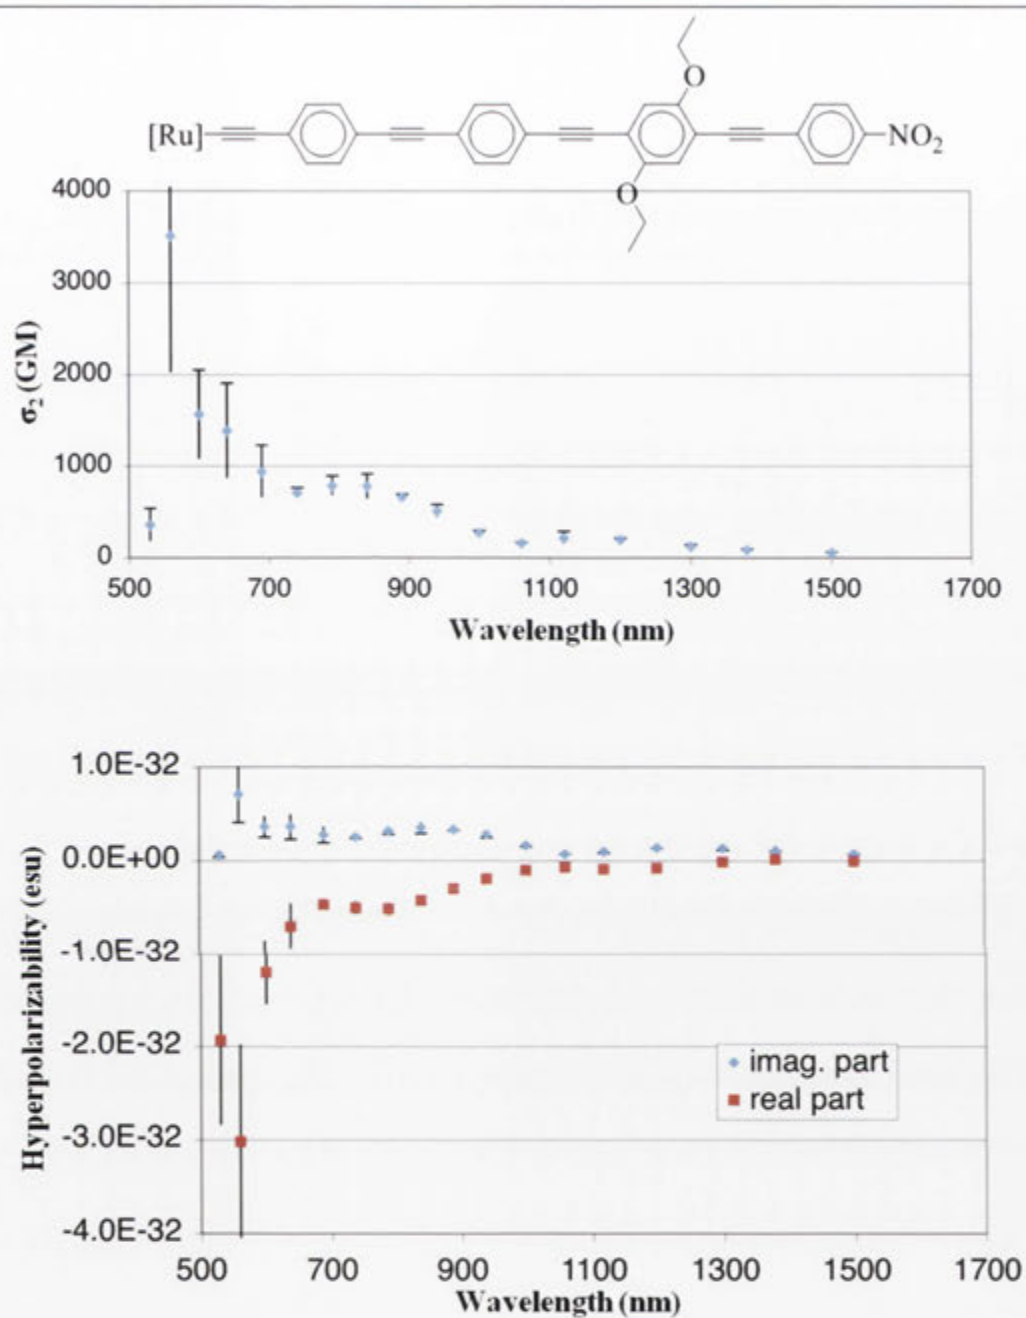 O
[Ru]
NO₂
O
4000
3000
2000
1000
0
σ₂ (GM)
500 700 900 1100 1300 1500 1700
Wavelength (nm)
1.0E-32
0.0E+00
-1.0E-32
-2.0E-32
-3.0E-32
-4.0E-32
Hyperpolarizability (esu)
imag. part
real part
500 700 900 1100 1300 1500 1700
Wavelength (nm)